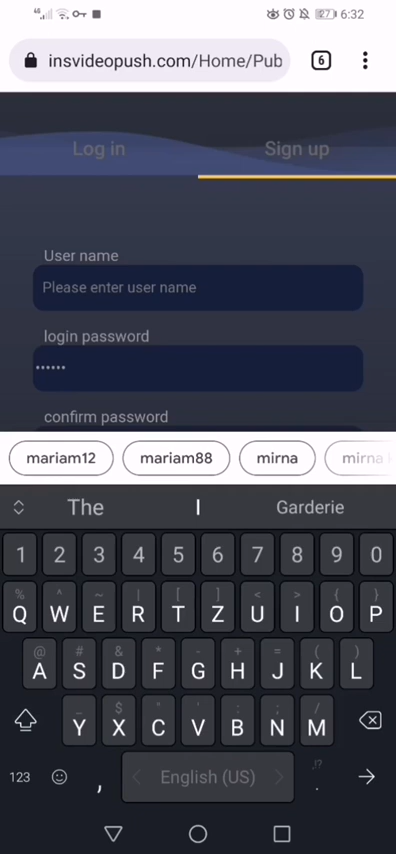 4G 27 6:32
insvideopush.com/Home/Pub 6
Log in Sign up
User name
Please enter user name
login password
••••••
confirm password
mariam12 mariam88 mirna mirna
The I Garderie
1 2 3 4 5 6 7 8 9 0
% ^ ~ | [ ] < > { }
Q W E R T Z U I O P
@ # & * - + = ( )
A S D F G H J K L
_ $ " ' : ; /
Y X C V B N M
,!?
123 , English (US) .